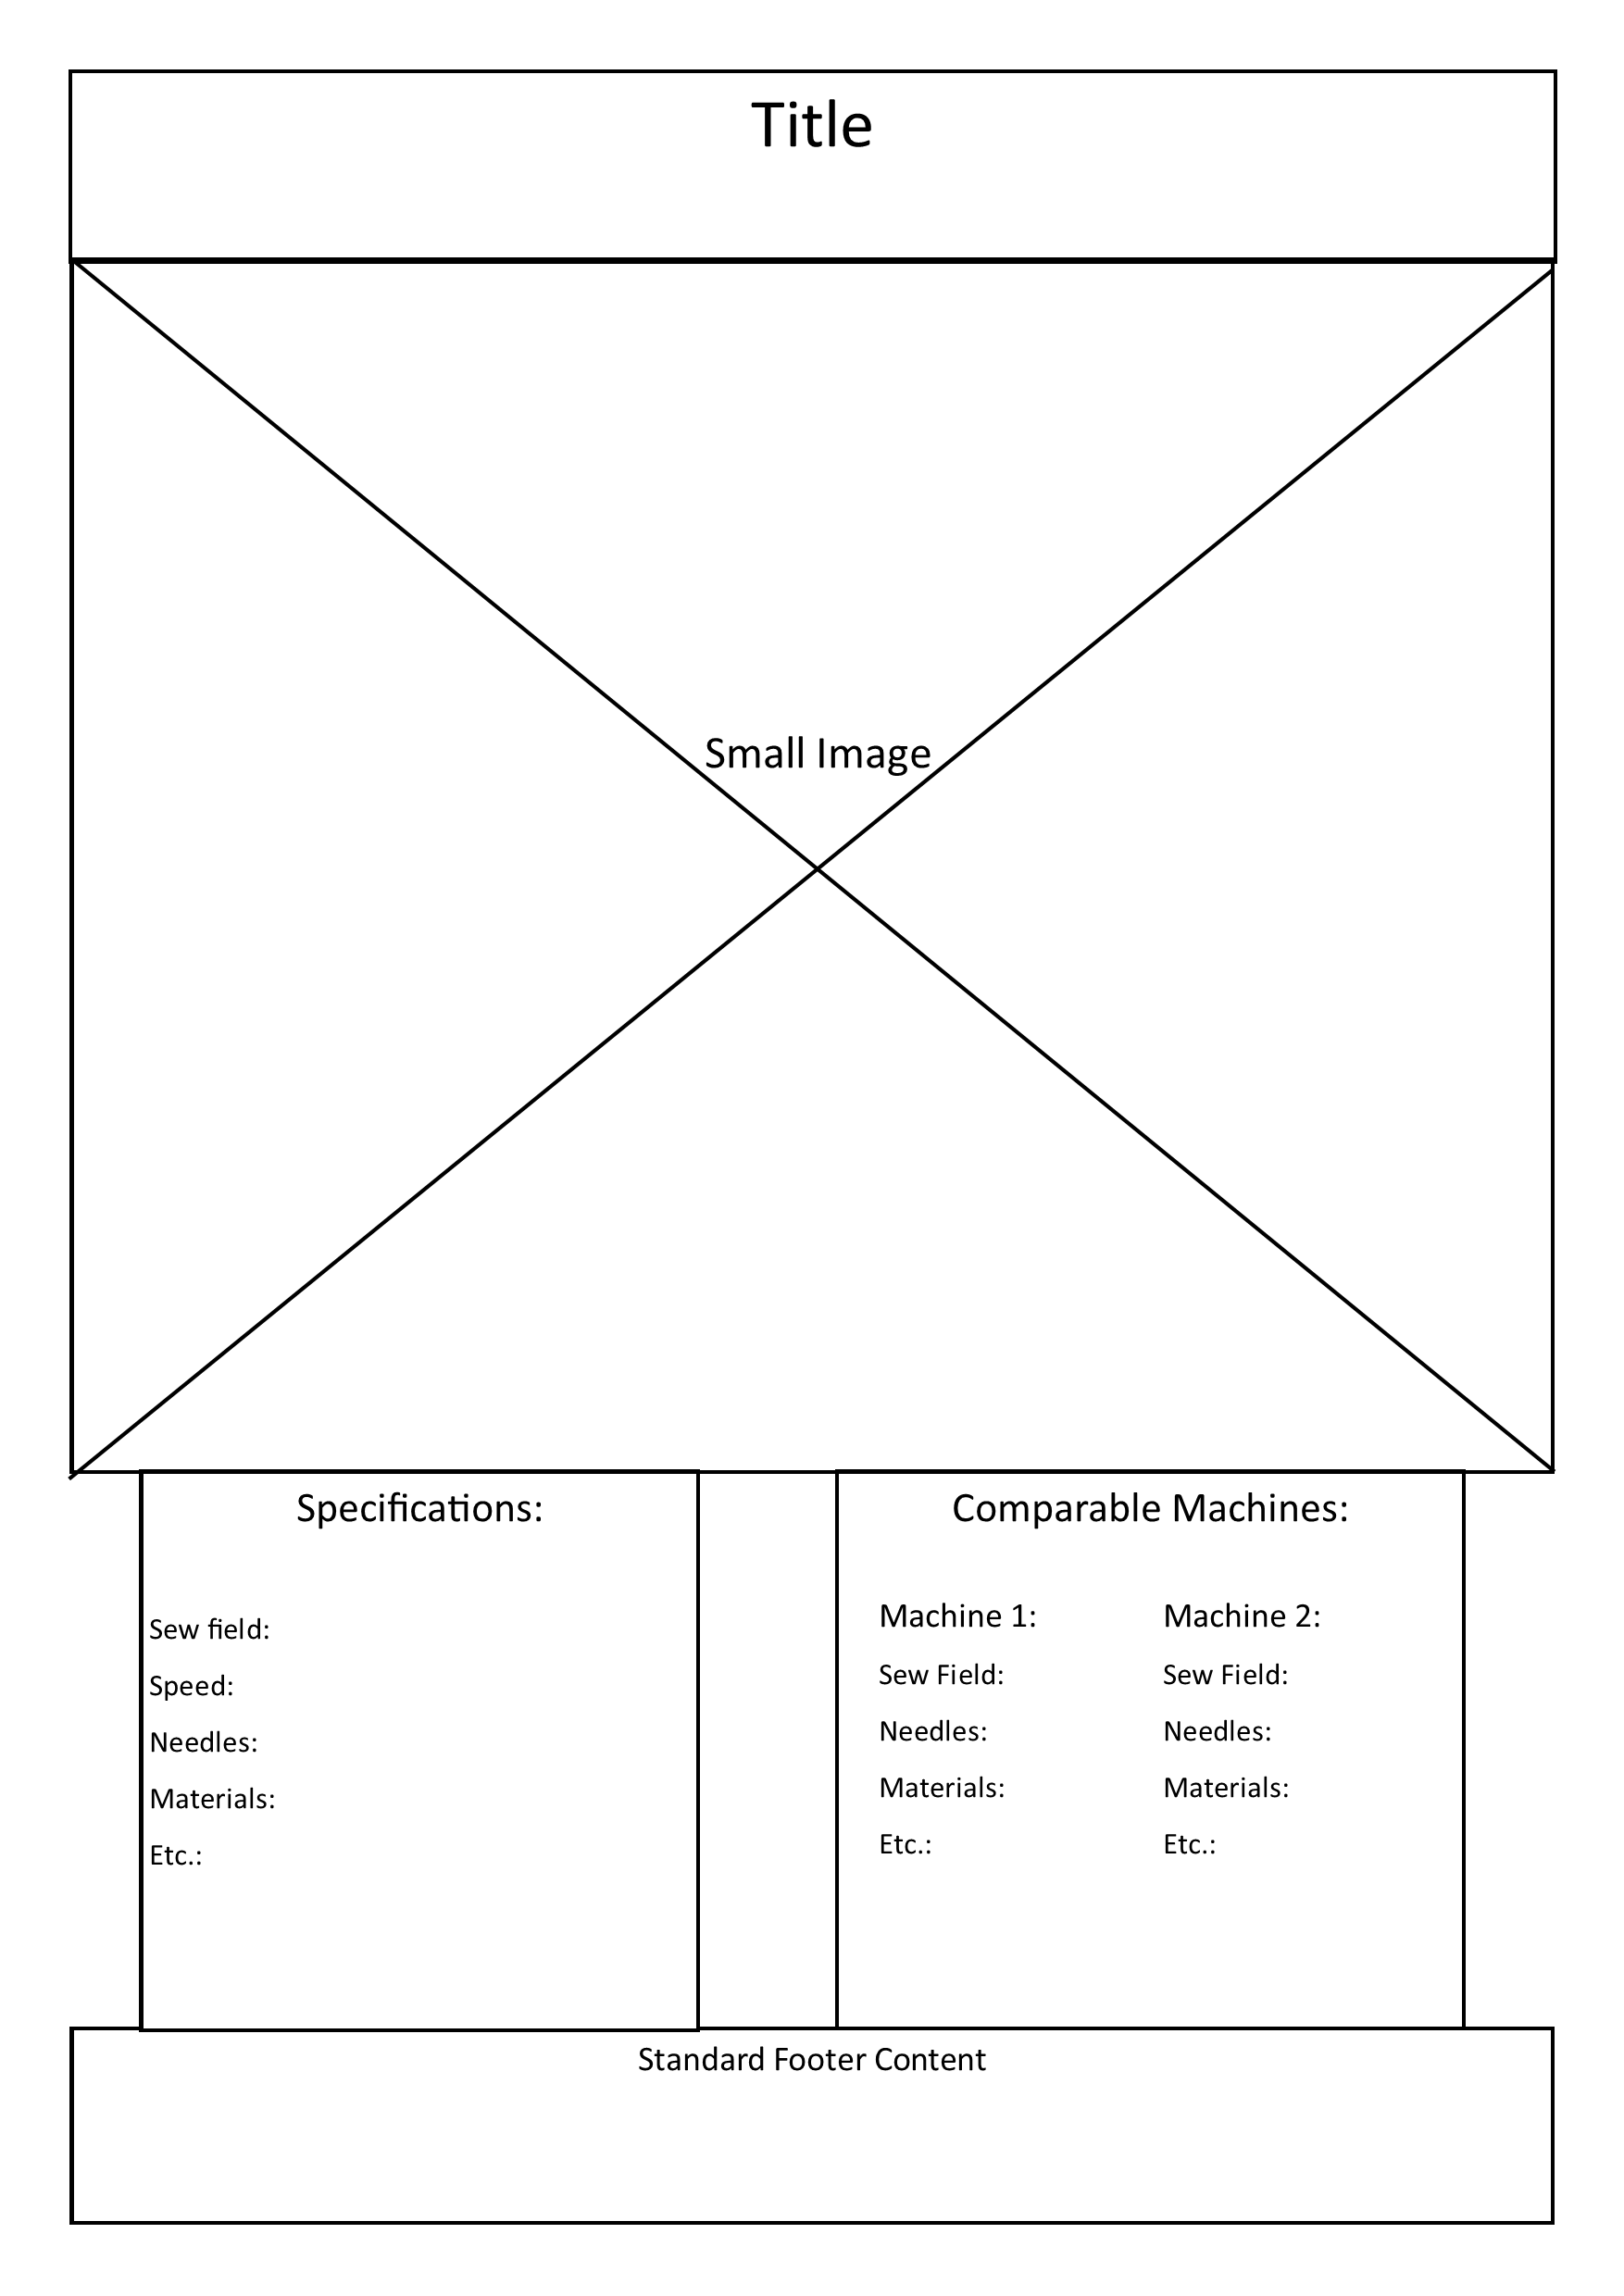 Title
Small Image
Specifications:
Sew field:
Speed:
Needles:
Materials:
Etc.:
Comparable Machines:
Machine 1:
Sew Field:
Needles:
Materials:
Etc.:
Machine 2:
Sew Field:
Needles:
Materials:
Etc.:
Standard Footer Content